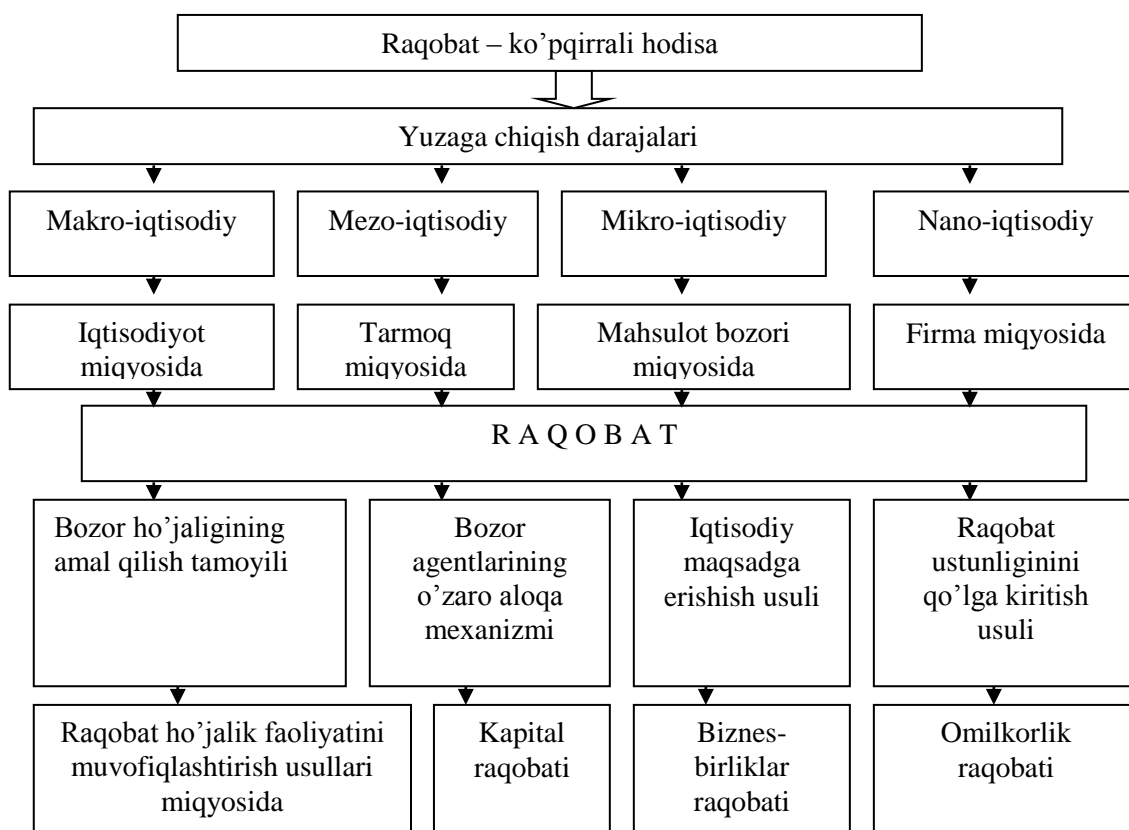 Raqobat – ko’pqirrali hodisa
Yuzaga chiqish darajalari
Makro-iqtisodiy
Mezo-iqtisodiy
Mikro-iqtisodiy
Nano-iqtisodiy
Iqtisodiyot
miqyosida
Tarmoq
miqyosida
Mahsulot bozori
miqyosida
Firma miqyosida
R A Q O B A T
Bozor ho’jaligining
amal qilish tamoyili
Bozor
agentlarining
o’zaro aloqa
mexanizmi
Iqtisodiy
maqsadga
erishish usuli
Raqobat
ustunliginini
qo’lga kiritish
usuli
Raqobat ho’jalik faoliyatini
muvofiqlashtirish usullari
miqyosida
Kapital
raqobati
Biznes-
birliklar
raqobati
Omilkorlik
raqobati